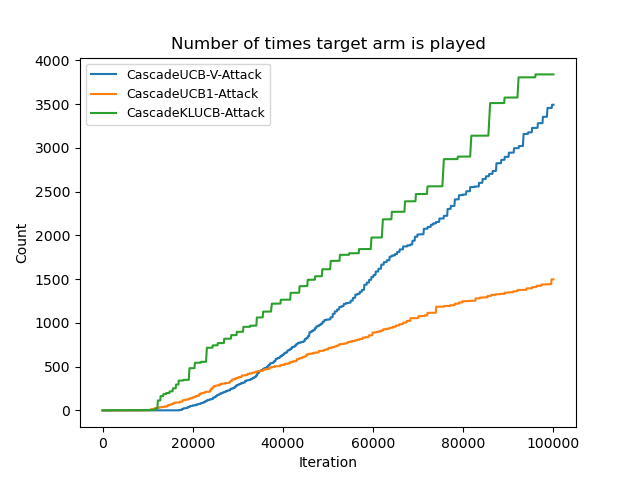 Number of times target arm is played
CascadeUCB-V-Attack
CascadeUCB1-Attack
CascadeKLUCB-Attack
Count
4000
3500
3000
2500
2000
1500
1000
500
0
0 20000 40000 60000 80000 100000
Iteration